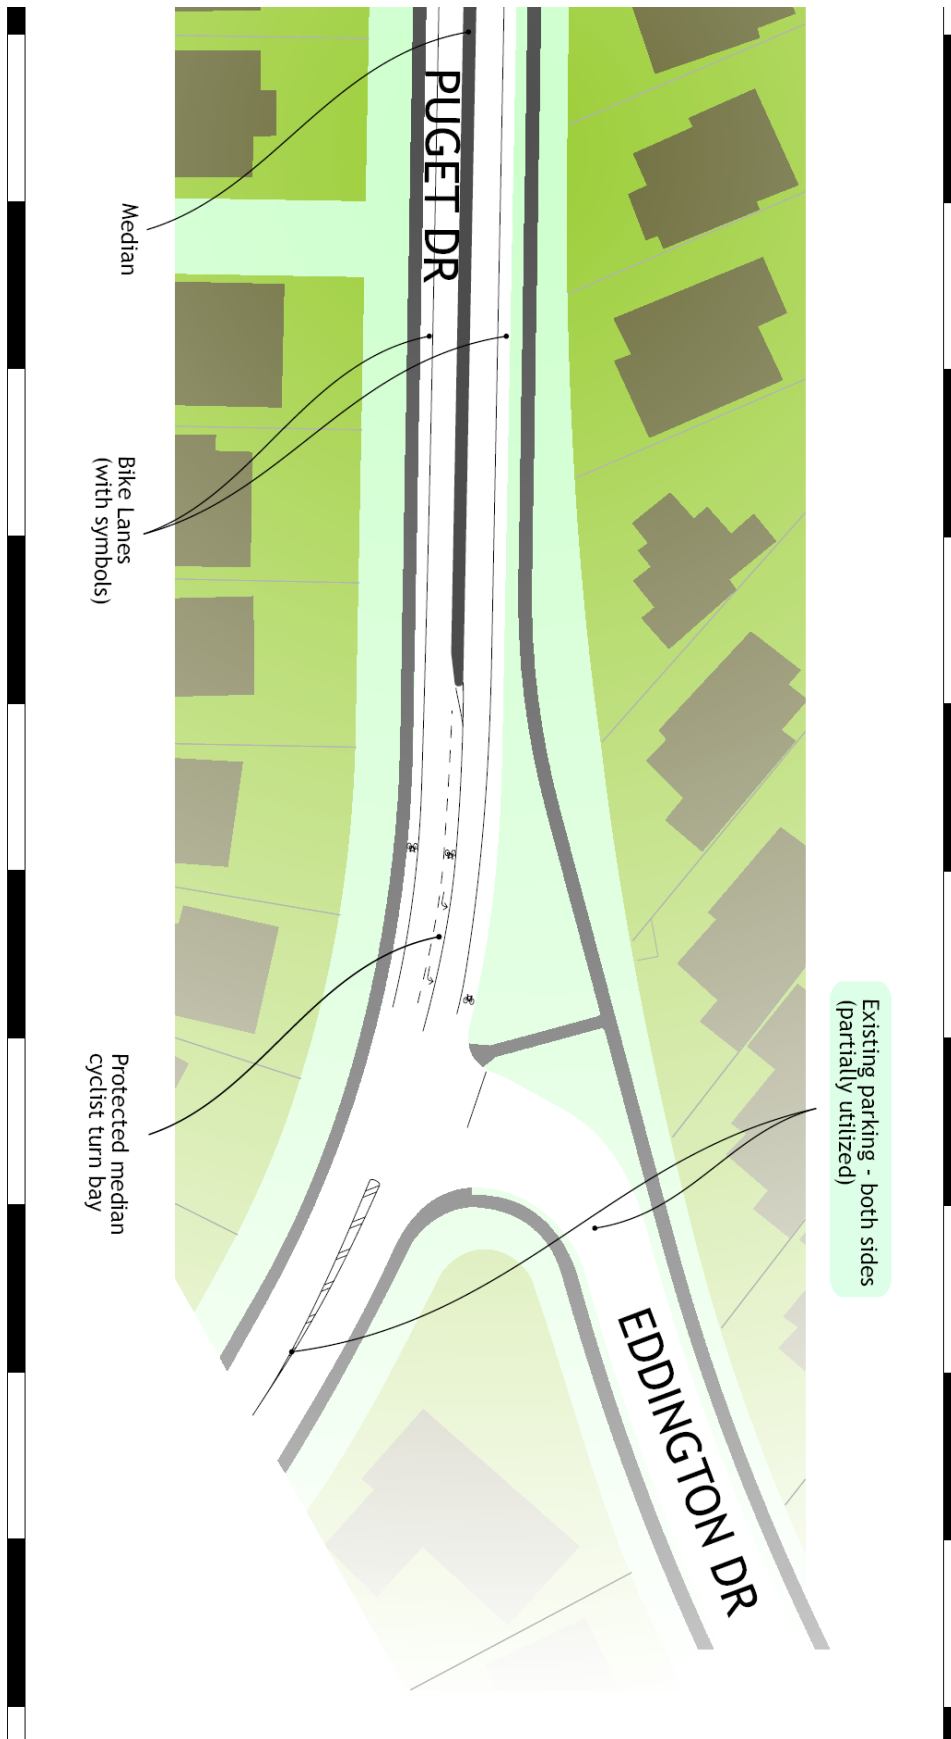 PUGET DR
Median
Bike Lanes
(with symbols)
Protected median
cyclist turn bay
Existing parking - both sides
(partially utilized)
EDDINGTON DR